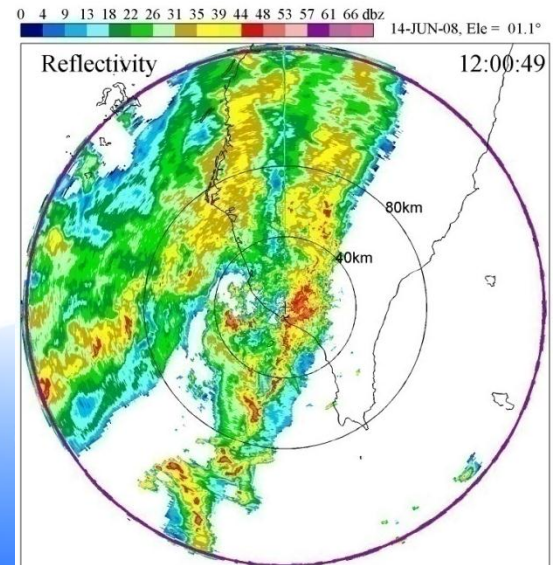 0 4 9 13 18 22 26 31 35 39 44 48 53 57 61 66 dbz
14-JUN-08, Ele = 01.1°
Reflectivity 12:00:49
80km
40km